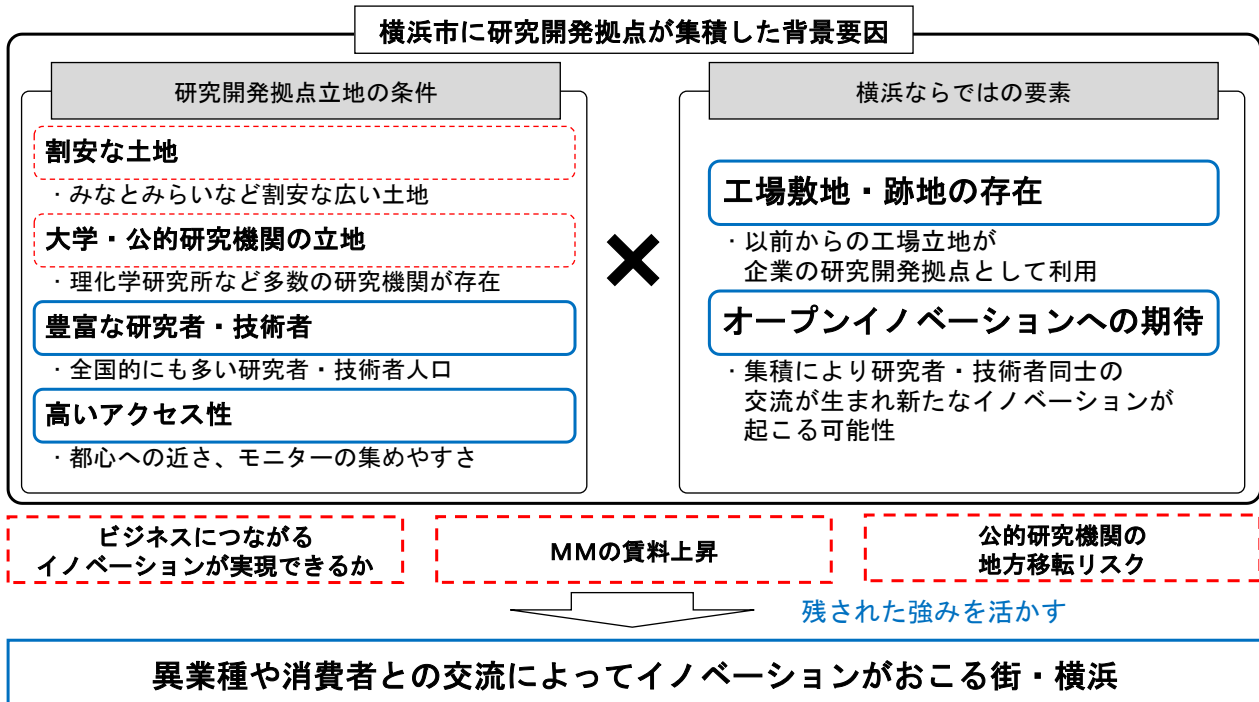 横浜市に研究開発拠点が集積した背景要因
研究開発拠点立地の条件
割安な土地
・みなとみらいなど割安な広い土地
大学・公的研究機関の立地
・理化学研究所など多数の研究機関が存在
豊富な研究者・技術者
・全国的にも多い研究者・技術者人口
高いアクセス性
・都心への近さ、モニターの集めやすさ
×
横浜ならではの要素
工場敷地・跡地の存在
・以前からの工場立地が
企業の研究開発拠点として利用
オープンイノベーションへの期待
・集積により研究者・技術者同士の
交流が生まれ新たなイノベーションが
起こる可能性
ビジネスにつながる
イノベーションが実現できるか
MMの賃料上昇
公的研究機関の
地方移転リスク
残された強みを活かす
異業種や消費者との交流によってイノベーションがおこる街・横浜